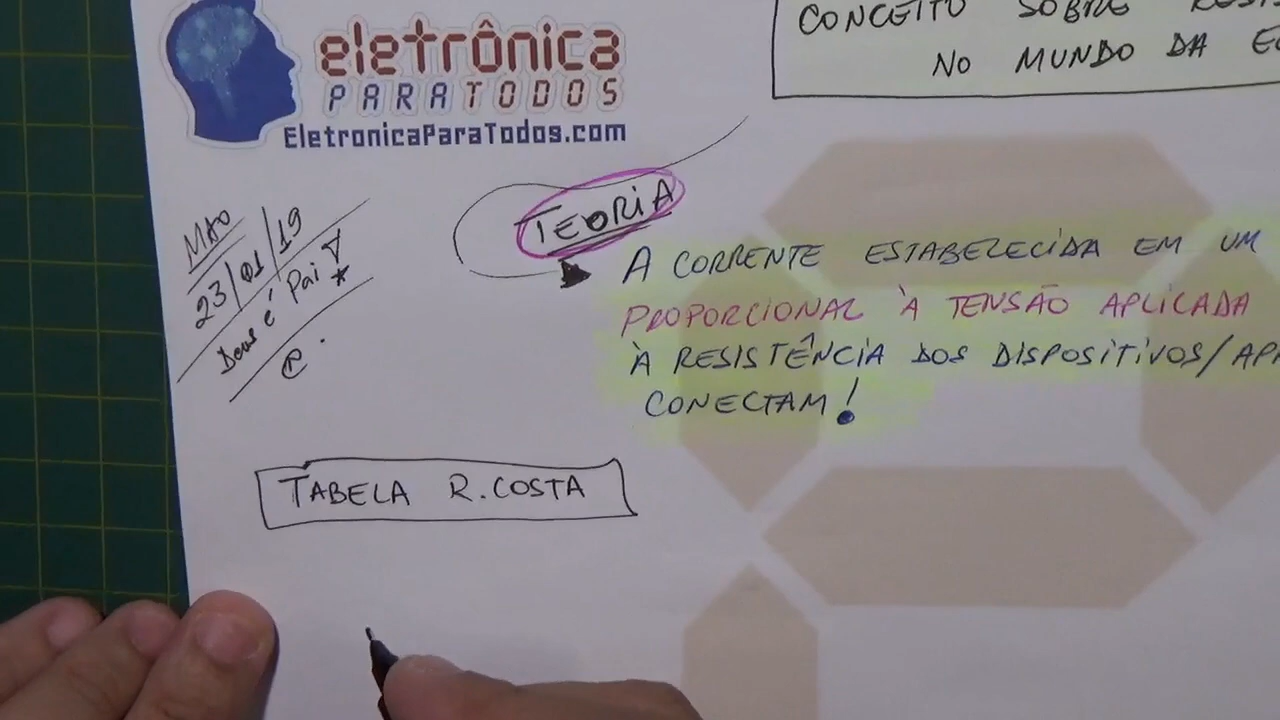 eletrônica
PARATODOS
EletronicaParaTodos.com
CONCEITO SOBRE
NO MUNDO DA
MAO
23/01/19
Deus é Pai
TEORIA
A CORRENTE ESTABELECIDA EM UM
PROPORCIONAL À TENSÃO APLICADA
À RESISTÊNCIA DOS DISPOSITIVOS/
CONECTAM!
TABELA R.COSTA